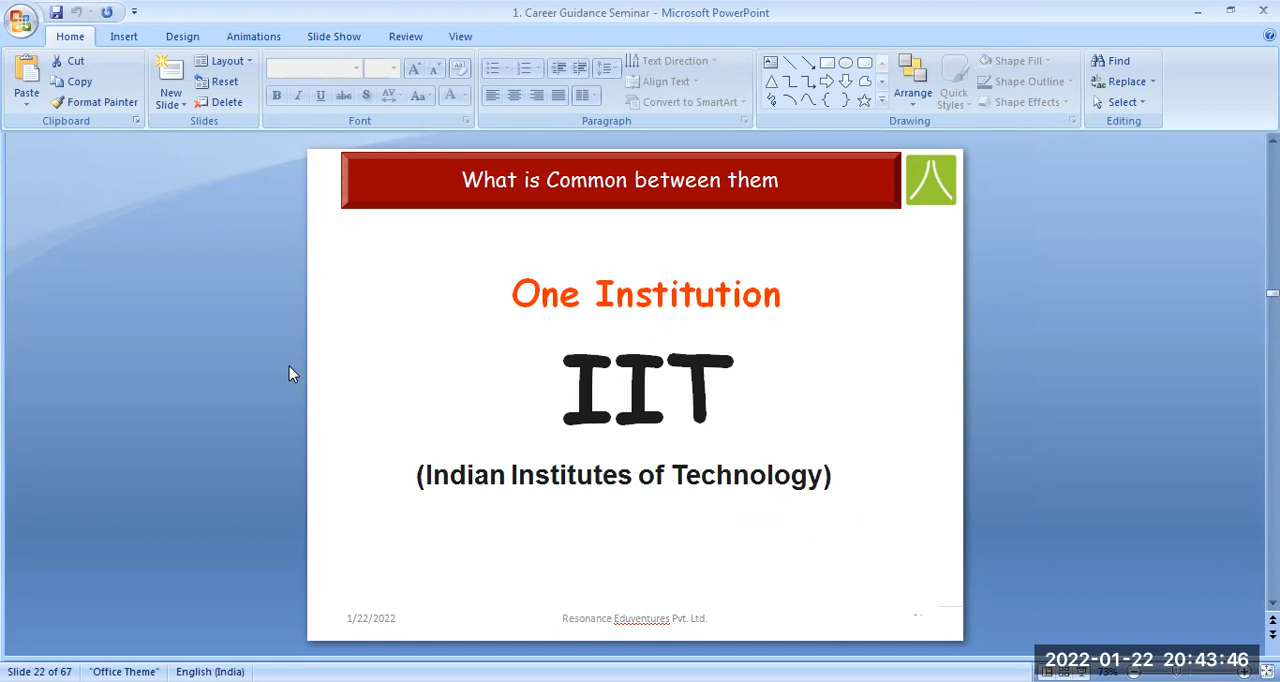 1. Career Guidance Seminar - Microsoft PowerPoint
Home Insert Design Animations Slide Show Review View
Paste Cut Copy Format Painter Clipboard
New Slide Layout Reset Delete Slides
B I U abc S AV Aa A Font
Text Direction Align Text Convert to SmartArt Paragraph
Arrange Quick Styles Shape Fill Shape Outline Shape Effects Drawing
Find Replace Select Editing
What is Common between them
One Institution
IIT
(Indian Institutes of Technology)
1/22/2022 Resonance Eduventures Pvt. Ltd.
Slide 22 of 67 "Office Theme" English (India)
2022-01-22 20:43:46
73%